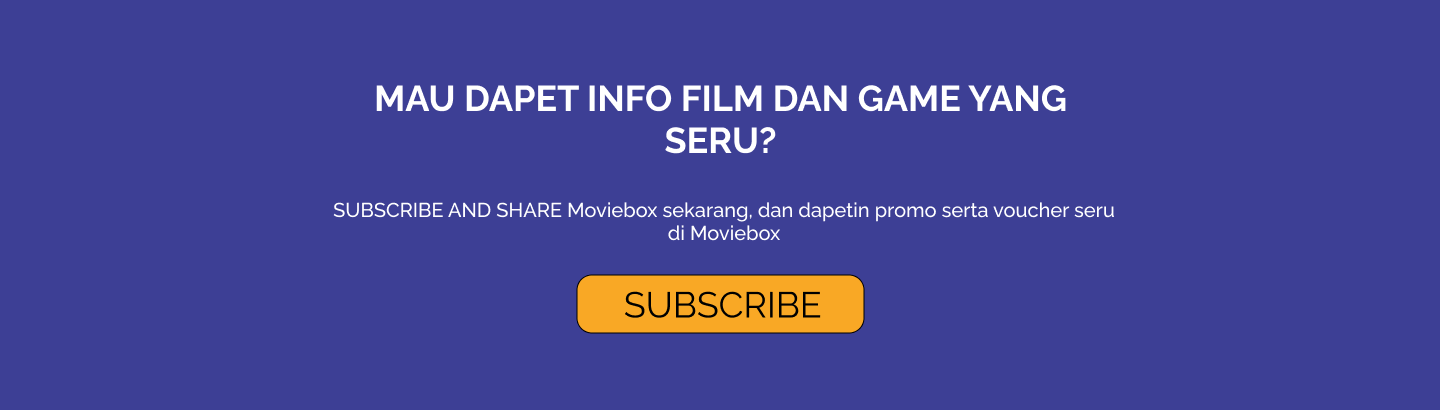 MAU DAPET INFO FILM DAN GAME YANG
SERU?
SUBSCRIBE AND SHARE Moviebox sekarang, dan dapetin promo serta voucher seru
di Moviebox
SUBSCRIBE